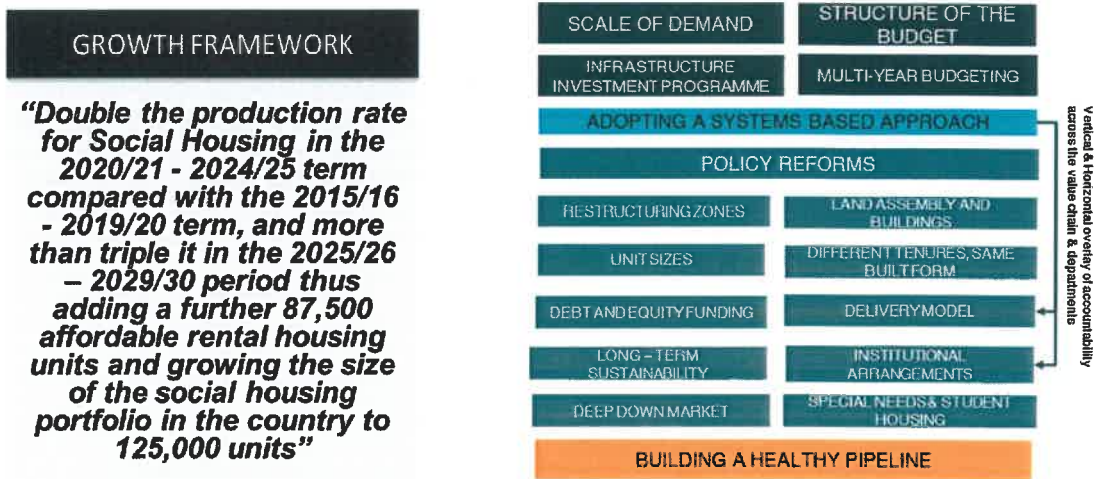 GROWTH FRAMEWORK
“Double the production rate
for Social Housing in the
2020/21 - 2024/25 term
compared with the 2015/16
- 2019/20 term, and more
than triple it in the 2025/26
– 2029/30 period thus
adding a further 87,500
affordable rental housing
units and growing the size
of the social housing
portfolio in the country to
125,000 units”
SCALE OF DEMAND
STRUCTURE OF THE
BUDGET
INFRASTRUCTURE
INVESTMENT PROGRAMME
MULTI-YEAR BUDGETING
ADOPTING A SYSTEMS BASED APPROACH
POLICY REFORMS
RESTRUCTURING ZONES
LAND ASSEMBLY AND
BUILDINGS
UNIT SIZES
DIFFERENT TENURES, SAME
BUILT FORM
DEBT AND EQUITY FUNDING
DELIVERY MODEL
LONG – TERM
SUSTAINABILITY
INSTITUTIONAL
ARRANGEMENTS
DEEP DOWN MARKET
SPECIAL NEEDS & STUDENT
HOUSING
BUILDING A HEALTHY PIPELINE
Vertical & Horizontal overlay of accountability
across the value chain & departments